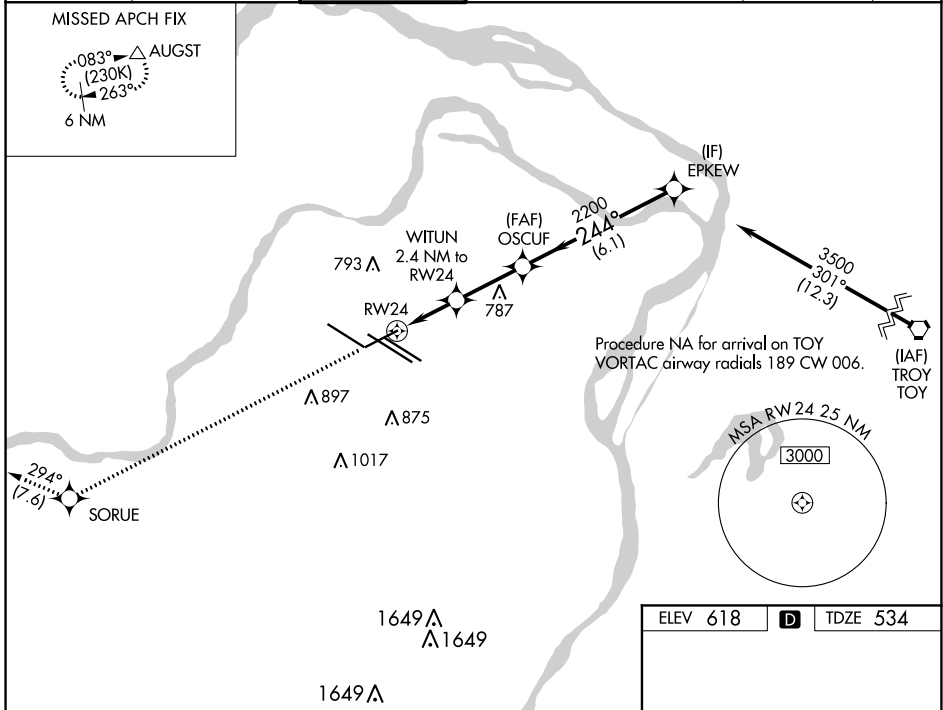 MISSED APCH FIX
083°
AUGST
(230K)
263°
6 NM
(IF)
EPKEW
2200
244°
(6.1)
(FAF)
OSCUF
WITUN
2.4 NM to
RW24
793
787
RW24
3500
301°
(12.3)
(IAF)
TROY
TOY
Procedure NA for arrival on TOY
VORTAC airway radials 189 CW 006.
897
875
1017
MSA RW24 25 NM
3000
294°
(7.6)
SORUE
1649
1649
1649
ELEV 618 D TDZE 534